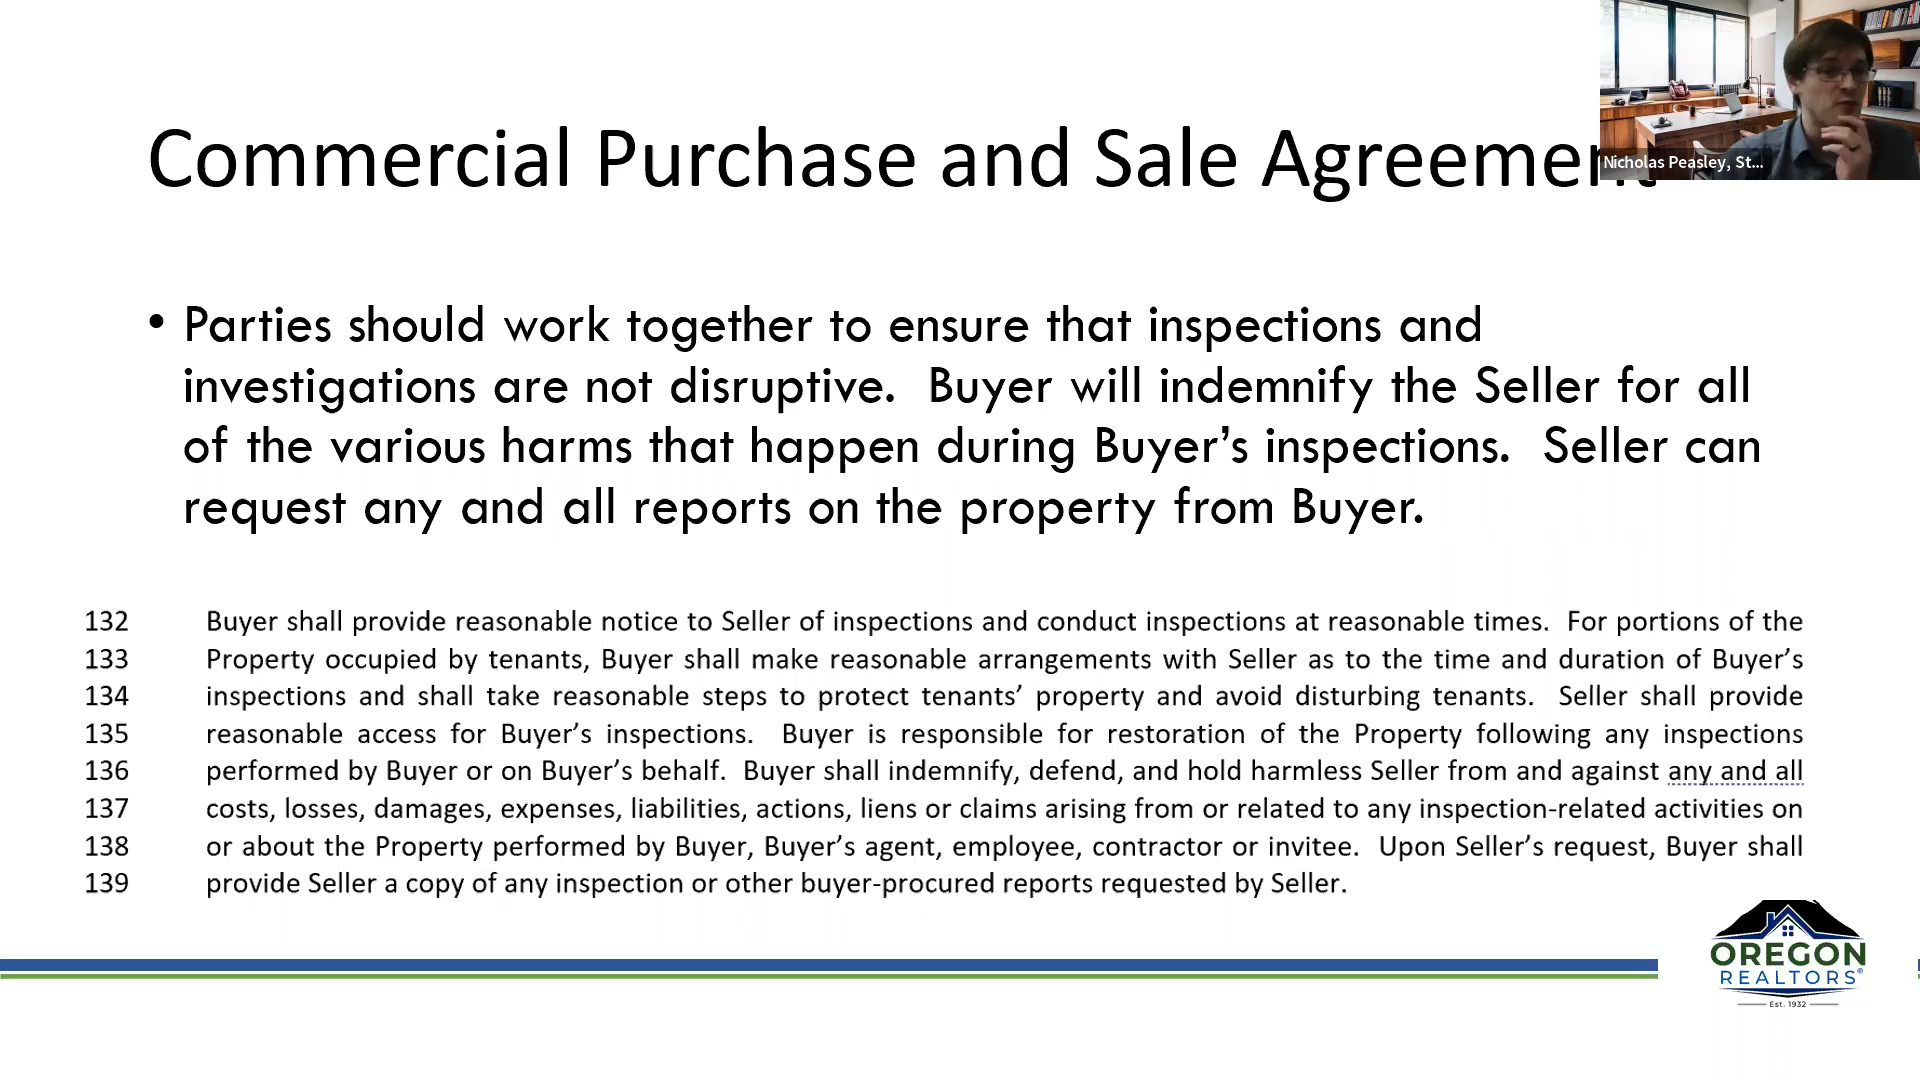 Commercial Purchase and Sale Agreement
Nicholas Peasley, St...
• Parties should work together to ensure that inspections and
investigations are not disruptive.  Buyer will indemnify the Seller for all
of the various harms that happen during Buyer’s inspections.  Seller can
request any and all reports on the property from Buyer.
132 Buyer shall provide reasonable notice to Seller of inspections and conduct inspections at reasonable times.  For portions of the
133 Property occupied by tenants, Buyer shall make reasonable arrangements with Seller as to the time and duration of Buyer’s
134 inspections and shall take reasonable steps to protect tenants’ property and avoid disturbing tenants.  Seller shall provide
135 reasonable access for Buyer’s inspections.  Buyer is responsible for restoration of the Property following any inspections
136 performed by Buyer or on Buyer’s behalf.  Buyer shall indemnify, defend, and hold harmless Seller from and against any and all
137 costs, losses, damages, expenses, liabilities, actions, liens or claims arising from or related to any inspection-related activities on
138 or about the Property performed by Buyer, Buyer’s agent, employee, contractor or invitee.  Upon Seller’s request, Buyer shall
139 provide Seller a copy of any inspection or other buyer-procured reports requested by Seller.
OREGON
REALTORS®
Est. 1932